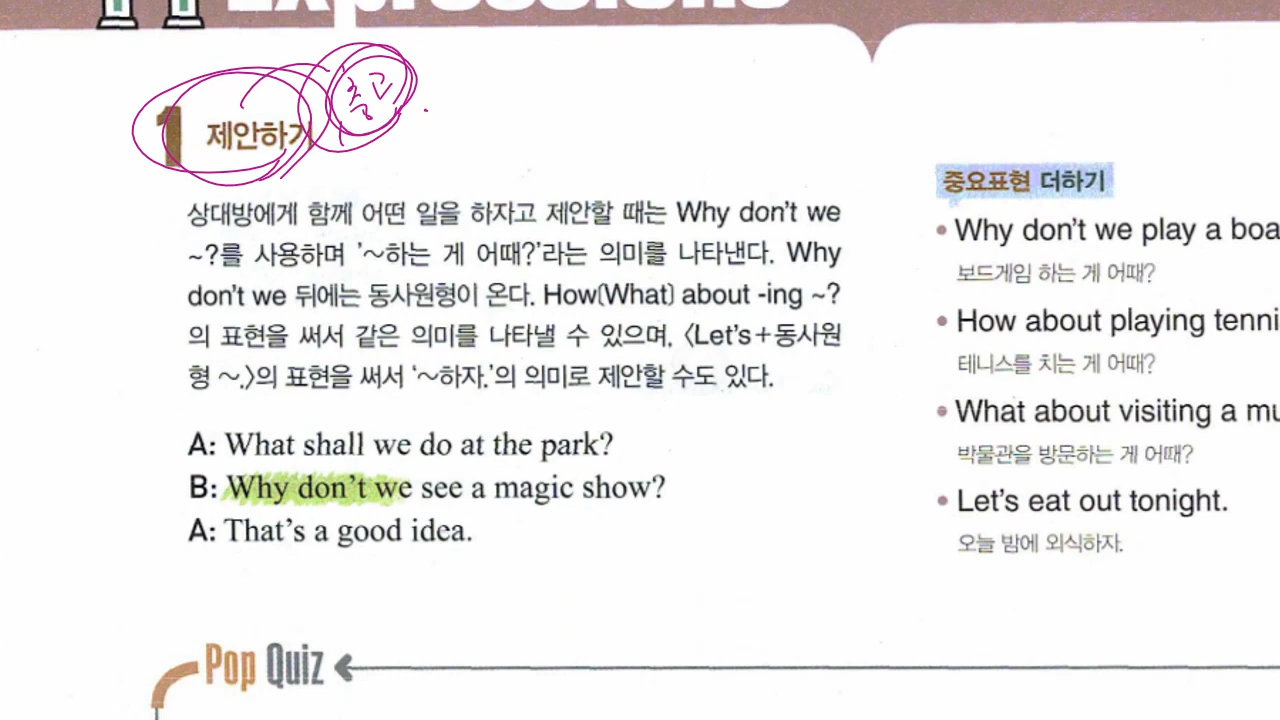 Expressions
1 제안하기
상대방에게 함께 어떤 일을 하자고 제안할 때는 Why don't we
~?를 사용하며 '~하는 게 어때?'라는 의미를 나타낸다. Why
don't we 뒤에는 동사원형이 온다. How(What) about -ing ~?
의 표현을 써서 같은 의미를 나타낼 수 있으며, 〈Let's+동사원
형 ~.〉의 표현을 써서 '~하자.'의 의미로 제안할 수도 있다.
A: What shall we do at the park?
B: Why don't we see a magic show?
A: That's a good idea.
중요표현 더하기
• Why don't we play a boa
보드게임 하는 게 어때?
• How about playing tenni
테니스를 치는 게 어때?
• What about visiting a mu
박물관을 방문하는 게 어때?
• Let's eat out tonight.
오늘 밤에 외식하자.
Pop Quiz